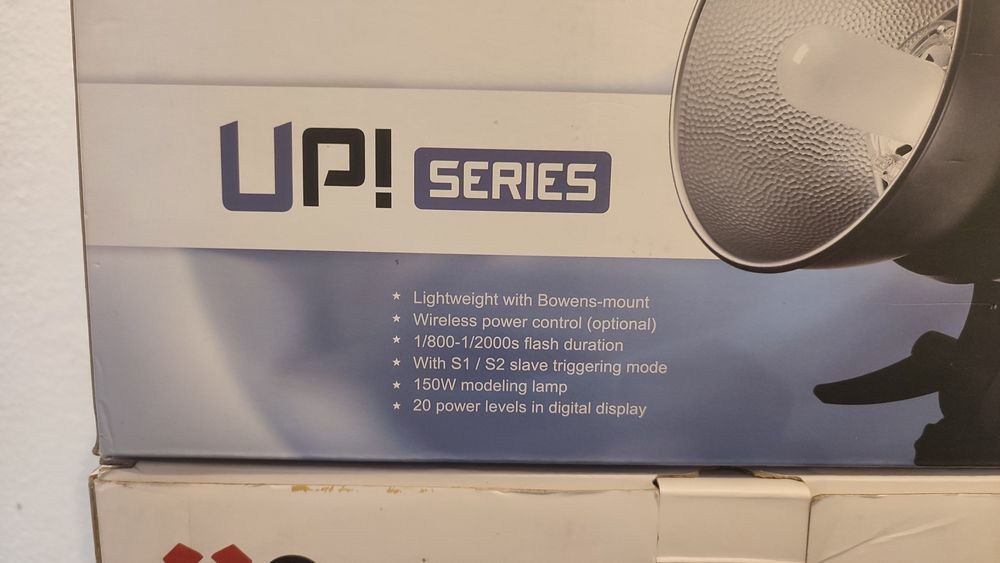 UP! SERIES
★ Lightweight with Bowens-mount
★ Wireless power control (optional)
★ 1/800-1/2000s flash duration
★ With S1 / S2 slave triggering mode
★ 150W modeling lamp
★ 20 power levels in digital display